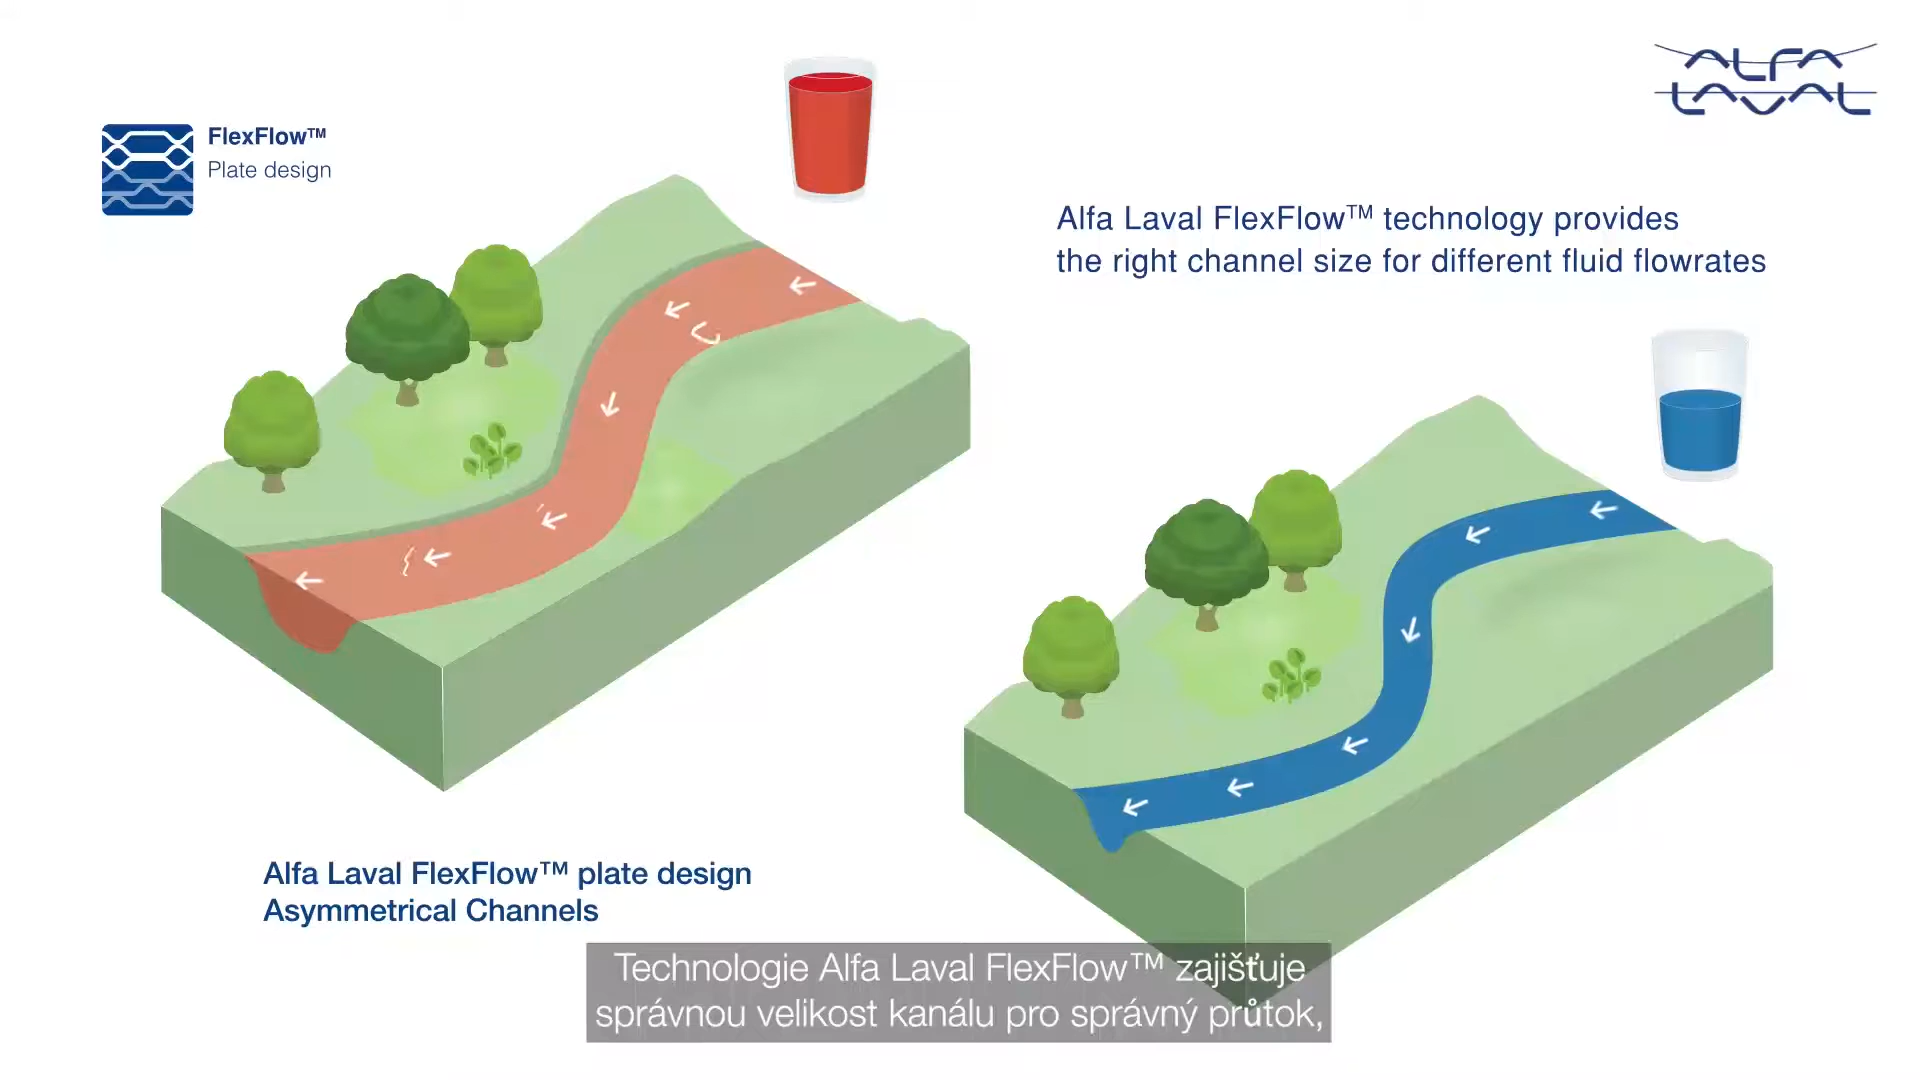 FlexFlow™
Plate design
ALFA
LAVAL
Alfa Laval FlexFlow™ technology provides
the right channel size for different fluid flowrates
Alfa Laval FlexFlow™ plate design
Asymmetrical Channels
Technologie Alfa Laval FlexFlow™ zajišťuje
správnou velikost kanálu pro správný průtok,